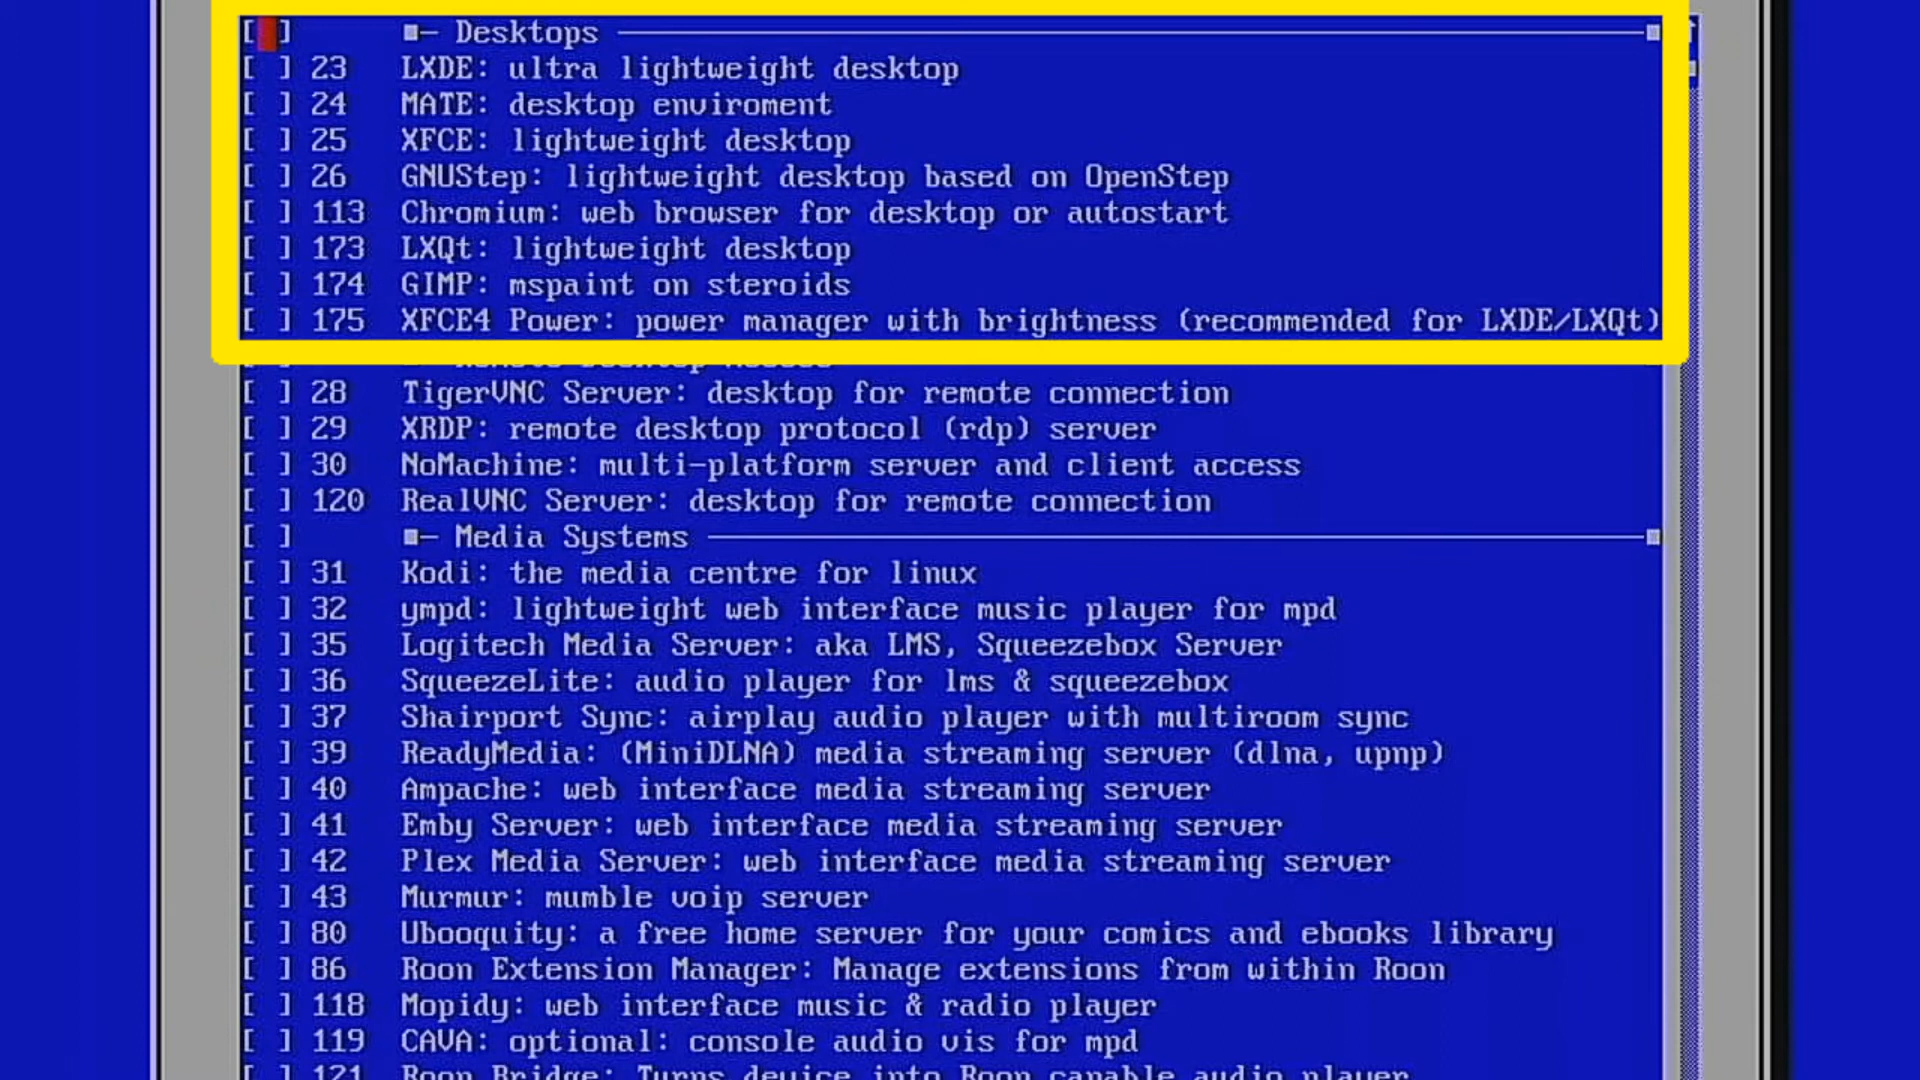 [ ] Desktops
[ ] 23 LXDE: ultra lightweight desktop
[ ] 24 MATE: desktop enviroment
[ ] 25 XFCE: lightweight desktop
[ ] 26 GNUStep: lightweight desktop based on OpenStep
[ ] 113 Chromium: web browser for desktop or autostart
[ ] 173 LXQt: lightweight desktop
[ ] 174 GIMP: mspaint on steroids
[ ] 175 XFCE4 Power: power manager with brightness (recommended for LXDE/LXQt)
[ ] 28 TigerVNC Server: desktop for remote connection
[ ] 29 XRDP: remote desktop protocol (rdp) server
[ ] 30 NoMachine: multi-platform server and client access
[ ] 120 RealVNC Server: desktop for remote connection
[ ] Media Systems
[ ] 31 Kodi: the media centre for linux
[ ] 32 ympd: lightweight web interface music player for mpd
[ ] 35 Logitech Media Server: aka LMS, Squeezebox Server
[ ] 36 SqueezeLite: audio player for lms & squeezebox
[ ] 37 Shairport Sync: airplay audio player with multiroom sync
[ ] 39 ReadyMedia: (MiniDLNA) media streaming server (dlna, upnp)
[ ] 40 Ampache: web interface media streaming server
[ ] 41 Emby Server: web interface media streaming server
[ ] 42 Plex Media Server: web interface media streaming server
[ ] 43 Murmur: mumble voip server
[ ] 80 Ubooquity: a free home server for your comics and ebooks library
[ ] 86 Roon Extension Manager: Manage extensions from within Roon
[ ] 118 Mopidy: web interface music & radio player
[ ] 119 CAVA: optional: console audio vis for mpd
[ ] 121 Roon Bridge: Turns device into Roon capable audio player